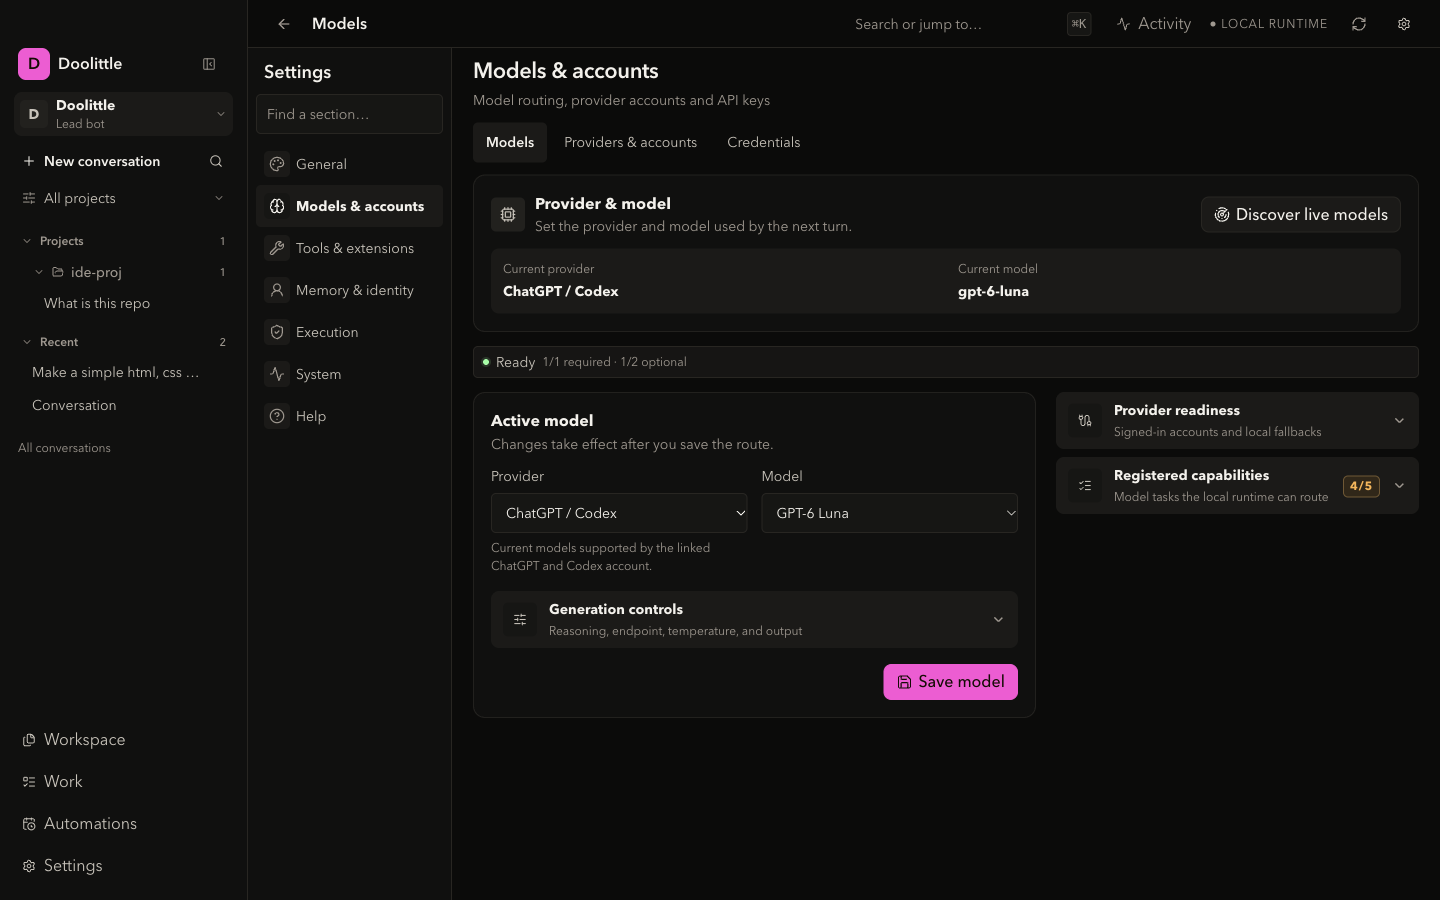 Models
Search or jump to…
⌘K
Activity
LOCAL RUNTIME
D
Doolittle
D
Doolittle
Lead bot
New conversation
All projects
Projects
1
ide-proj
1
What is this repo
Recent
2
Make a simple html, css …
Conversation
All conversations
Workspace
Work
Automations
Settings
Settings
Find a section…
General
Models & accounts
Tools & extensions
Memory & identity
Execution
System
Help
Models & accounts
Model routing, provider accounts and API keys
Models
Providers & accounts
Credentials
Provider & model
Set the provider and model used by the next turn.
Discover live models
Current provider
Current model
ChatGPT / Codex
gpt-6-luna
Ready 1/1 required · 1/2 optional
Active model
Changes take effect after you save the route.
Provider
Model
ChatGPT / Codex
GPT-6 Luna
Current models supported by the linked
ChatGPT and Codex account.
Generation controls
Reasoning, endpoint, temperature, and output
Save model
Provider readiness
Signed-in accounts and local fallbacks
Registered capabilities
Model tasks the local runtime can route
4/5